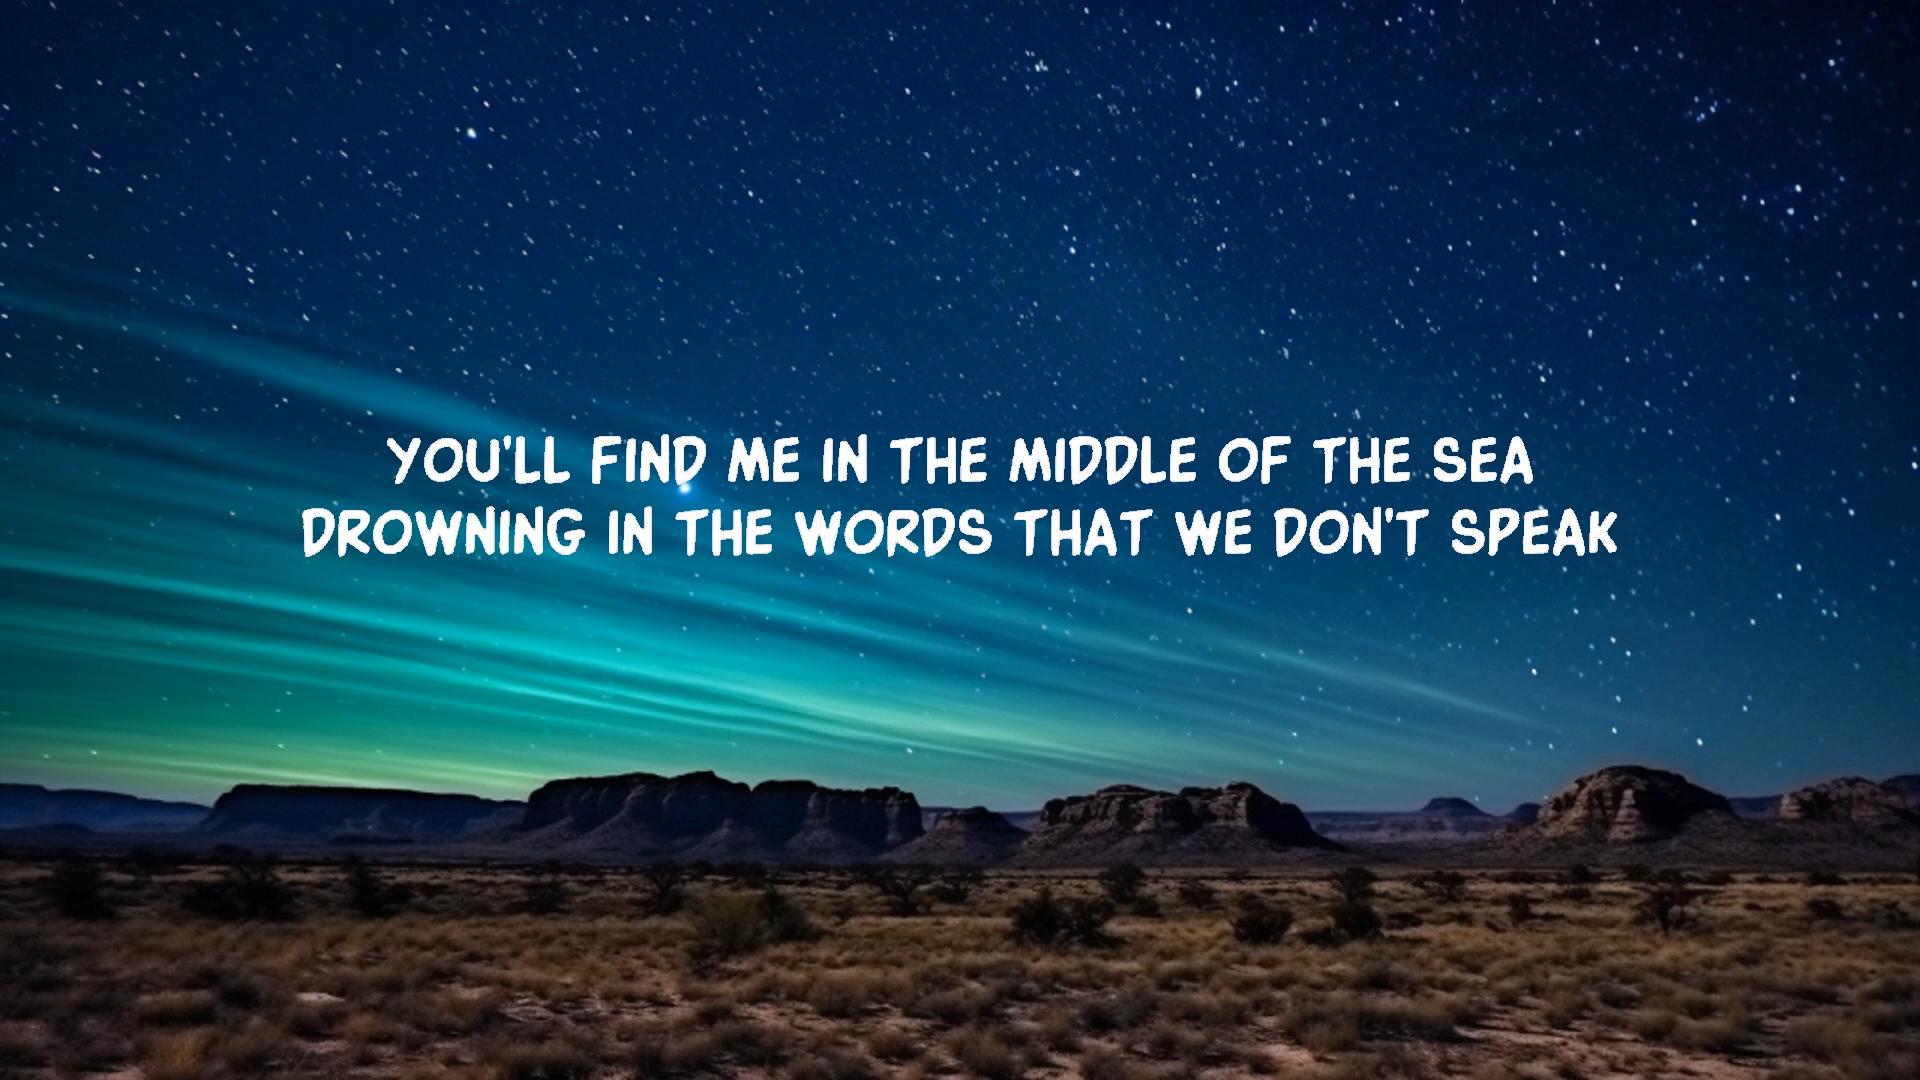 YOU'LL FIND ME IN THE MIDDLE OF THE SEA
DROWNING IN THE WORDS THAT WE DON'T SPEAK